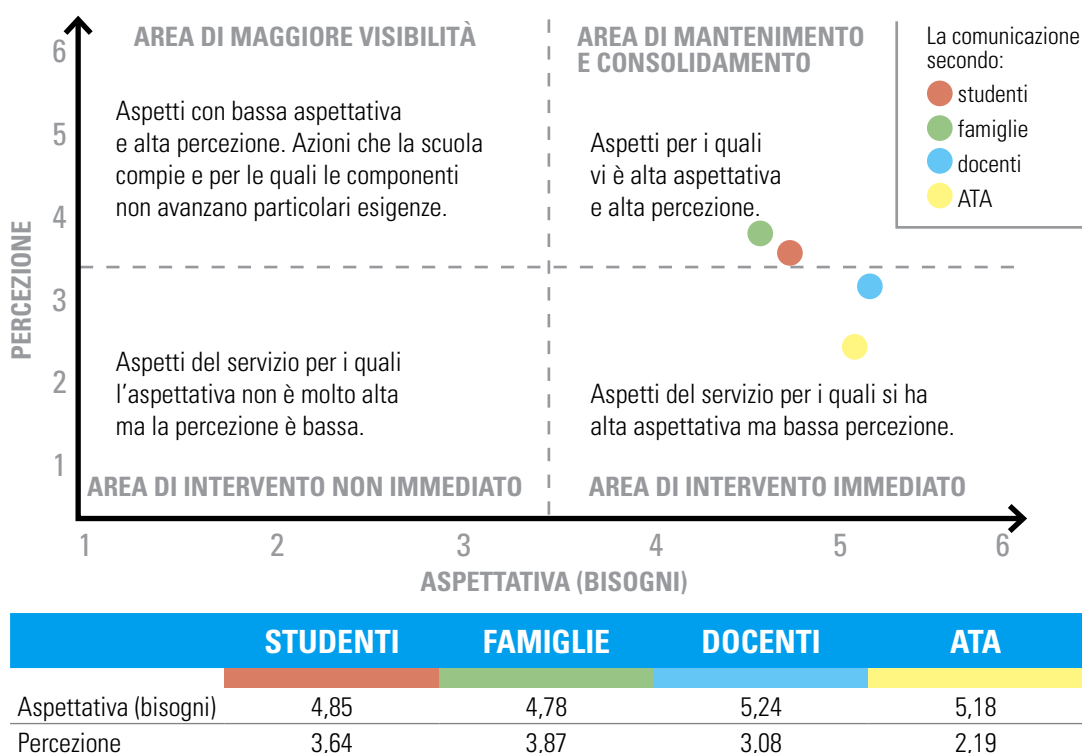 AREA DI MAGGIORE VISIBILITÀ
Aspetti con bassa aspettativa
e alta percezione. Azioni che la scuola
compie e per le quali le componenti
non avanzano particolari esigenze.
AREA DI MANTENIMENTO
E CONSOLIDAMENTO
Aspetti per i quali
vi è alta aspettativa
e alta percezione.
La comunicazione
secondo:
studenti
famiglie
docenti
ATA
6
5
4
3
2
1
PERCEZIONE
Aspetti del servizio per i quali
l’aspettativa non è molto alta
ma la percezione è bassa.
AREA DI INTERVENTO NON IMMEDIATO
Aspetti del servizio per i quali si ha
alta aspettativa ma bassa percezione.
AREA DI INTERVENTO IMMEDIATO
1 2 3 4 5 6
ASPETTATIVA (BISOGNI)
STUDENTI FAMIGLIE DOCENTI ATA
Aspettativa (bisogni) 4,85 4,78 5,24 5,18
Percezione 3,64 3,87 3,08 2,19